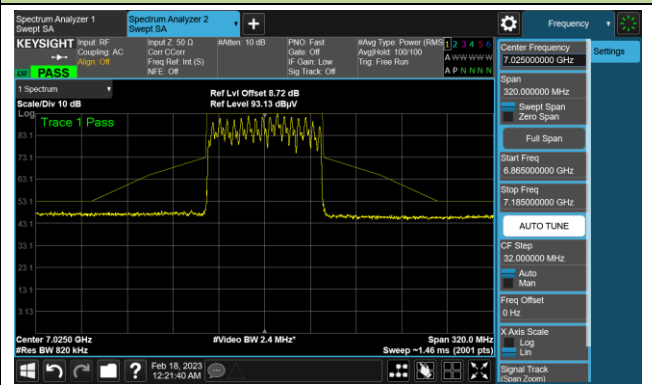 Spectrum Analyzer 1
Swept SA
Spectrum Analyzer 2
Swept SA
+
Frequency
KEYSIGHT
Input: RF
Coupling: AC
Align: Off
Input Z: 50 Ω
Corr CCorr
Freq Ref: Int (S)
NFE: Off
#Atten: 10 dB
PNO: Fast
Gate: Off
IF Gain: Low
Sig Track: Off
#Avg Type: Power (RMS
Avg|Hold: 100/100
Trig: Free Run
1 2 3 4 5 6
A W W W W W
A P N N N N
PASS
Center Frequency
7.025000000 GHz
Settings
Span
320.000000 MHz
Swept Span
Zero Span
Full Span
Start Freq
6.865000000 GHz
Stop Freq
7.185000000 GHz
AUTO TUNE
CF Step
32.000000 MHz
Auto
Man
Freq Offset
0 Hz
X Axis Scale
Log
Lin
Signal Track
(Span Zoom)
1 Spectrum
Scale/Div 10 dB
Ref Lvl Offset 8.72 dB
Ref Level 93.13 dBµV
Log
Trace 1 Pass
83.1
73.1
63.1
53.1
43.1
33.1
23.1
13.1
3.13
Center 7.0250 GHz
#Video BW 2.4 MHz*
Span 320.0 MHz
#Res BW 820 kHz
Sweep ~1.46 ms (2001 pts)
?
Feb 18, 2023
12:21:40 AM